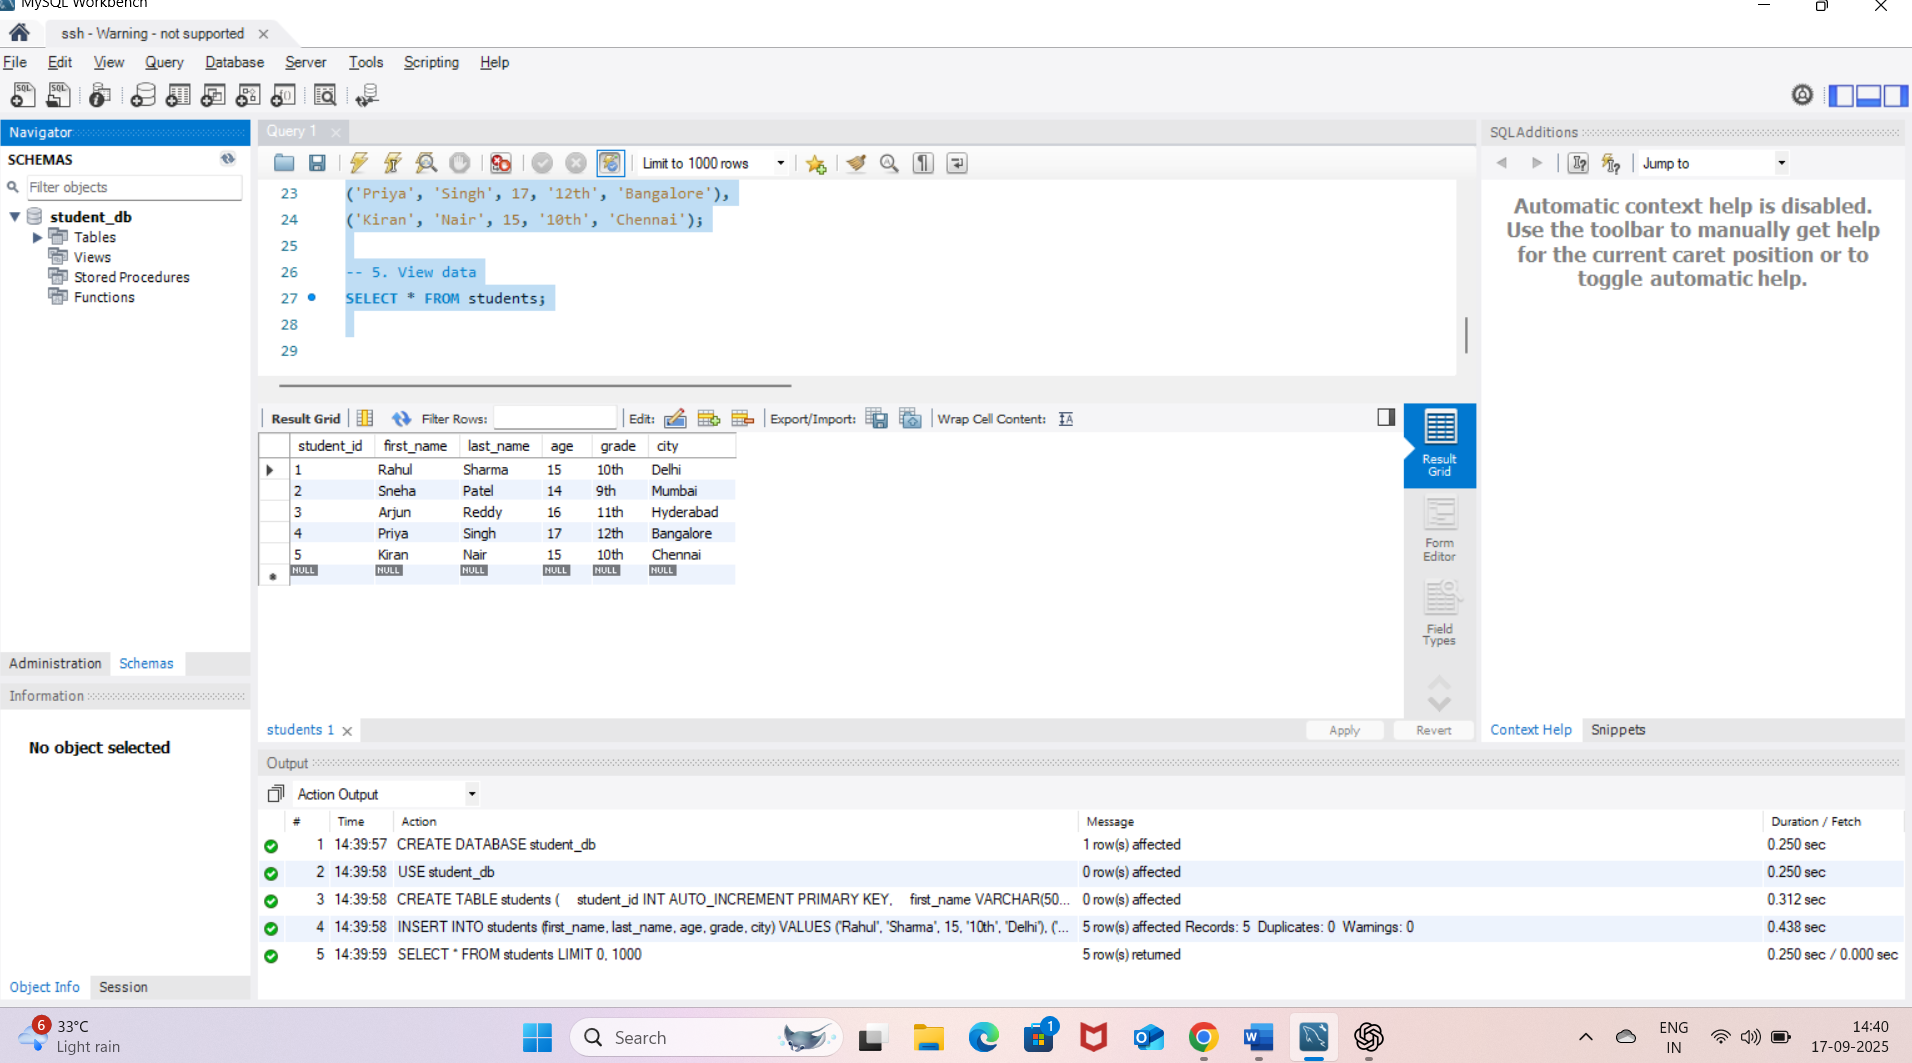 MySQL Workbench
ssh - Warning - not supported
File Edit View Query Database Server Tools Scripting Help
Navigator
SCHEMAS
Filter objects
student_db
Tables
Views
Stored Procedures
Functions
Administration Schemas
Information
No object selected
Object Info Session
Query 1
Limit to 1000 rows
23 ('Priya', 'Singh', 17, '12th', 'Bangalore'),
24 ('Kiran', 'Nair', 15, '10th', 'Chennai');
25
26 -- 5. View data
27 SELECT * FROM students;
28
29
Result Grid Filter Rows: Edit: Export/Import: Wrap Cell Content:
student_id first_name last_name age grade city
1 Rahul Sharma 15 10th Delhi
2 Sneha Patel 14 9th Mumbai
3 Arjun Reddy 16 11th Hyderabad
4 Priya Singh 17 12th Bangalore
5 Kiran Nair 15 10th Chennai
NULL NULL NULL NULL NULL NULL
Result
Grid
Form
Editor
Field
Types
students 1
Apply Revert
SQLAdditions
Jump to
Automatic context help is disabled.
Use the toolbar to manually get help
for the current caret position or to
toggle automatic help.
Context Help Snippets
Output
Action Output
# Time Action Message Duration / Fetch
1 14:39:57 CREATE DATABASE student_db 1 row(s) affected 0.250 sec
2 14:39:58 USE student_db 0 row(s) affected 0.250 sec
3 14:39:58 CREATE TABLE students ( student_id INT AUTO_INCREMENT PRIMARY KEY, first_name VARCHAR(50... 0 row(s) affected 0.312 sec
4 14:39:58 INSERT INTO students (first_name, last_name, age, grade, city) VALUES ('Rahul', 'Sharma', 15, '10th', 'Delhi'), ('... 5 row(s) affected Records: 5 Duplicates: 0 Warnings: 0 0.438 sec
5 14:39:59 SELECT * FROM students LIMIT 0, 1000 5 row(s) returned 0.250 sec / 0.000 sec
6
33°C
Light rain
Search
1
ENG
IN
14:40
17-09-2025